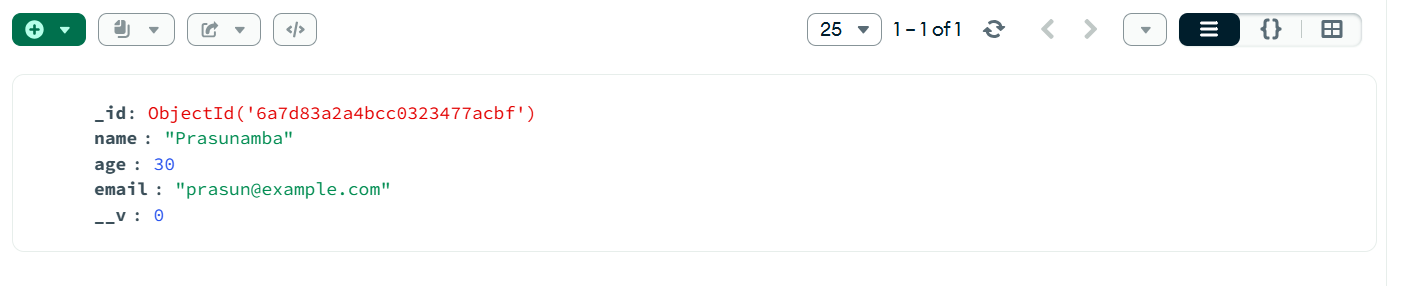 25 1 – 1 of 1
_id: ObjectId('6a7d83a2a4bcc0323477acbf')
name : "Prasunamba"
age : 30
email : "prasun@example.com"
__v : 0